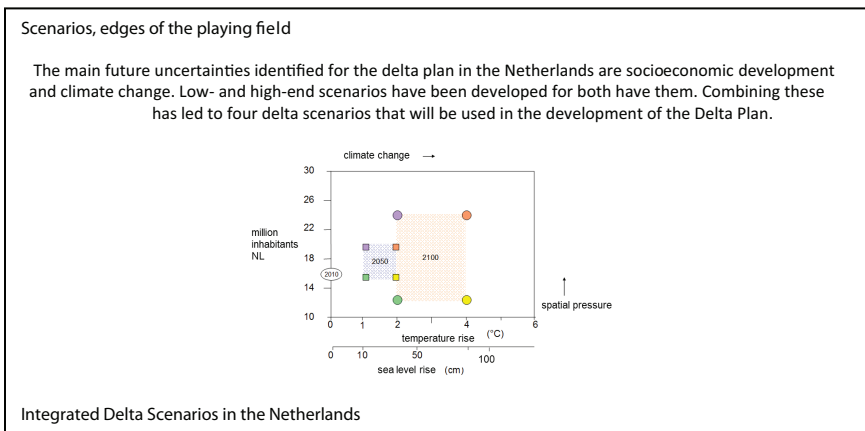 Scenarios, edges of the playing field
The main future uncertainties identified for the delta plan in the Netherlands are socioeconomic development
and climate change. Low- and high-end scenarios have been developed for both have them. Combining these
has led to four delta scenarios that will be used in the development of the Delta Plan.
climate change →
30
26
22
18
14
10
million
inhabitants
NL
2010
2050
2100
spatial pressure
0 1 2 4 6
temperature rise (°C)
0 10 50 100
sea level rise (cm)
Integrated Delta Scenarios in the Netherlands